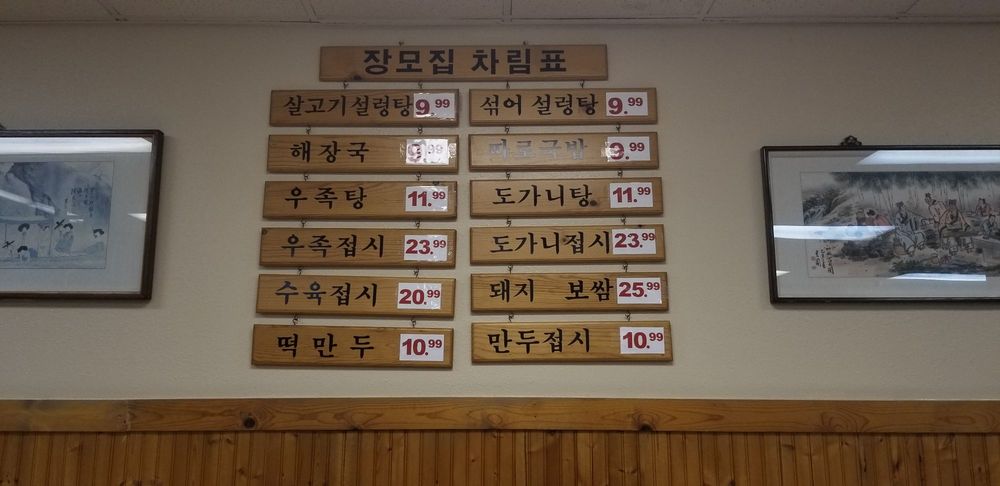 장모집 차림표
살고기설렁탕 9.99
섞어 설렁탕 9.99
해장국 9.99
따로국밥 9.99
우족탕 11.99
도가니탕 11.99
우족접시 23.99
도가니접시 23.99
수육접시 20.99
돼지 보쌈 25.99
떡만두 10.99
만두접시 10.99